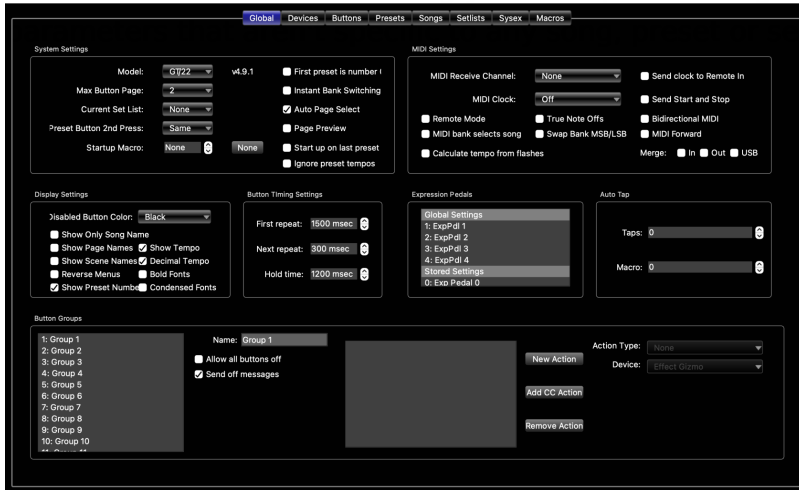 Global Devices Buttons Presets Songs Setlists Sysex Macros
System Settings
Model: GT/22 v4.9.1
Max Button Page: 2
Current Set List: None
Preset Button 2nd Press: Same
Startup Macro: None None
First preset is number
Instant Bank Switching
Auto Page Select
Page Preview
Start up on last preset
Ignore preset tempos
MIDI Settings
MIDI Receive Channel: None Send clock to Remote In
MIDI Clock: Off Send Start and Stop
Remote Mode True Note Offs Bidirectional MIDI
MIDI bank selects song Swap Bank MSB/LSB MIDI Forward
Calculate tempo from flashes Merge: In Out USB
Display Settings
Disabled Button Color: Black
Show Only Song Name
Show Page Names Show Tempo
Show Scene Names Decimal Tempo
Reverse Menus Bold Fonts
Show Preset Numbe Condensed Fonts
Button TIming Settings
First repeat: 1500 msec
Next repeat: 300 msec
Hold time: 1200 msec
Expression Pedals
Global Settings
1: ExpPdl 1
2: ExpPdl 2
3: ExpPdl 3
4: ExpPdl 4
Stored Settings
0: Exp Pedal 0
Auto Tap
Taps: 0
Macro: 0
Button Groups
1: Group 1
2: Group 2
3: Group 3
4: Group 4
5: Group 5
6: Group 6
7: Group 7
8: Group 8
9: Group 9
10: Group 10
11: Group 11
Name: Group 1
Allow all buttons off
Send off messages
New Action
Add CC Action
Remove Action
Action Type: None
Device: Effect Gizmo